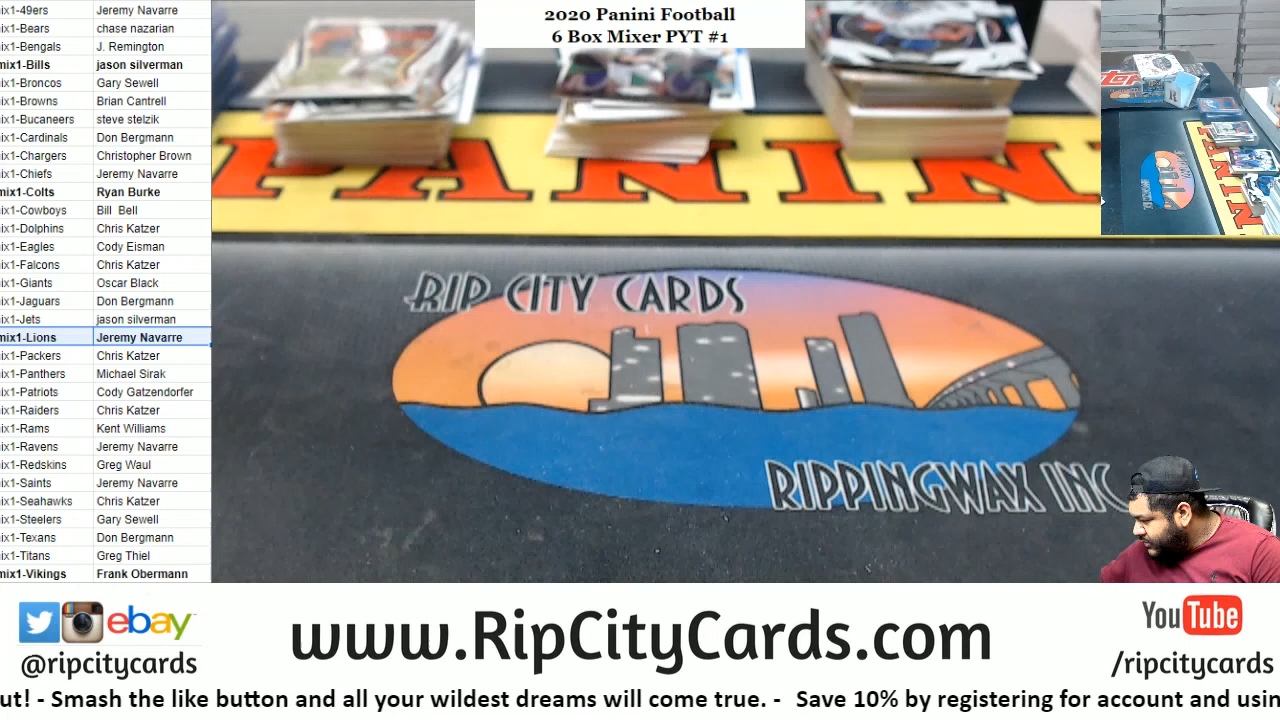 ix1-49ers Jeremy Navarre
ix1-Bears chase nazarian
ix1-Bengals J. Remington
mix1-Bills jason silverman
ix1-Broncos Gary Sewell
ix1-Browns Brian Cantrell
ix1-Bucaneers steve stelzik
ix1-Cardinals Don Bergmann
ix1-Chargers Christopher Brown
ix1-Chiefs Jeremy Navarre
mix1-Colts Ryan Burke
ix1-Cowboys Bill Bell
ix1-Dolphins Chris Katzer
ix1-Eagles Cody Eisman
ix1-Falcons Chris Katzer
ix1-Giants Oscar Black
ix1-Jaguars Don Bergmann
ix1-Jets jason silverman
mix1-Lions Jeremy Navarre
ix1-Packers Chris Katzer
ix1-Panthers Michael Sirak
ix1-Patriots Cody Gatzendorfer
ix1-Raiders Chris Katzer
ix1-Rams Kent Williams
ix1-Ravens Jeremy Navarre
ix1-Redskins Greg Waul
ix1-Saints Jeremy Navarre
ix1-Seahawks Chris Katzer
ix1-Steelers Gary Sewell
ix1-Texans Don Bergmann
ix1-Titans Greg Thiel
mix1-Vikings Frank Obermann
2020 Panini Football
6 Box Mixer PYT #1
PANIN
RIP CITY CARDS
RIPPINGWAX INC
ebay
@ripcitycards
www.RipCityCards.com
YouTube
/ripcitycards
ut! - Smash the like button and all your wildest dreams will come true. - Save 10% by registering for account and usin